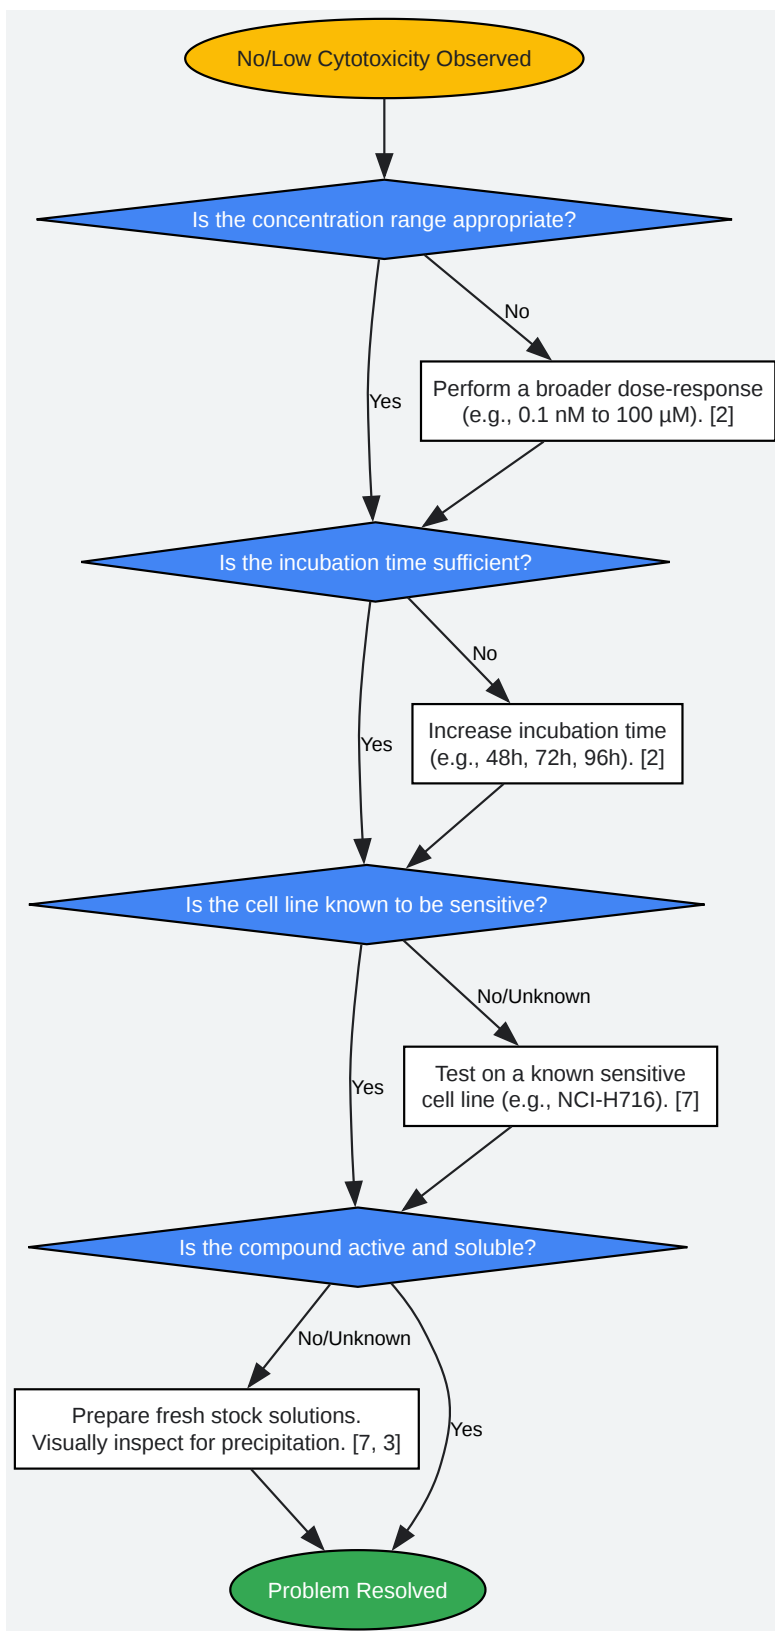 No/Low Cytotoxicity Observed
Is the concentration range appropriate?
No
Perform a broader dose-response
(e.g., 0.1 nM to 100 µM). [2]
Yes
Is the incubation time sufficient?
No
Increase incubation time
(e.g., 48h, 72h, 96h). [2]
Yes
Is the cell line known to be sensitive?
No/Unknown
Test on a known sensitive
cell line (e.g., NCI-H716). [7]
Yes
Is the compound active and soluble?
No/Unknown
Prepare fresh stock solutions.
Visually inspect for precipitation. [7, 3]
Yes
Problem Resolved